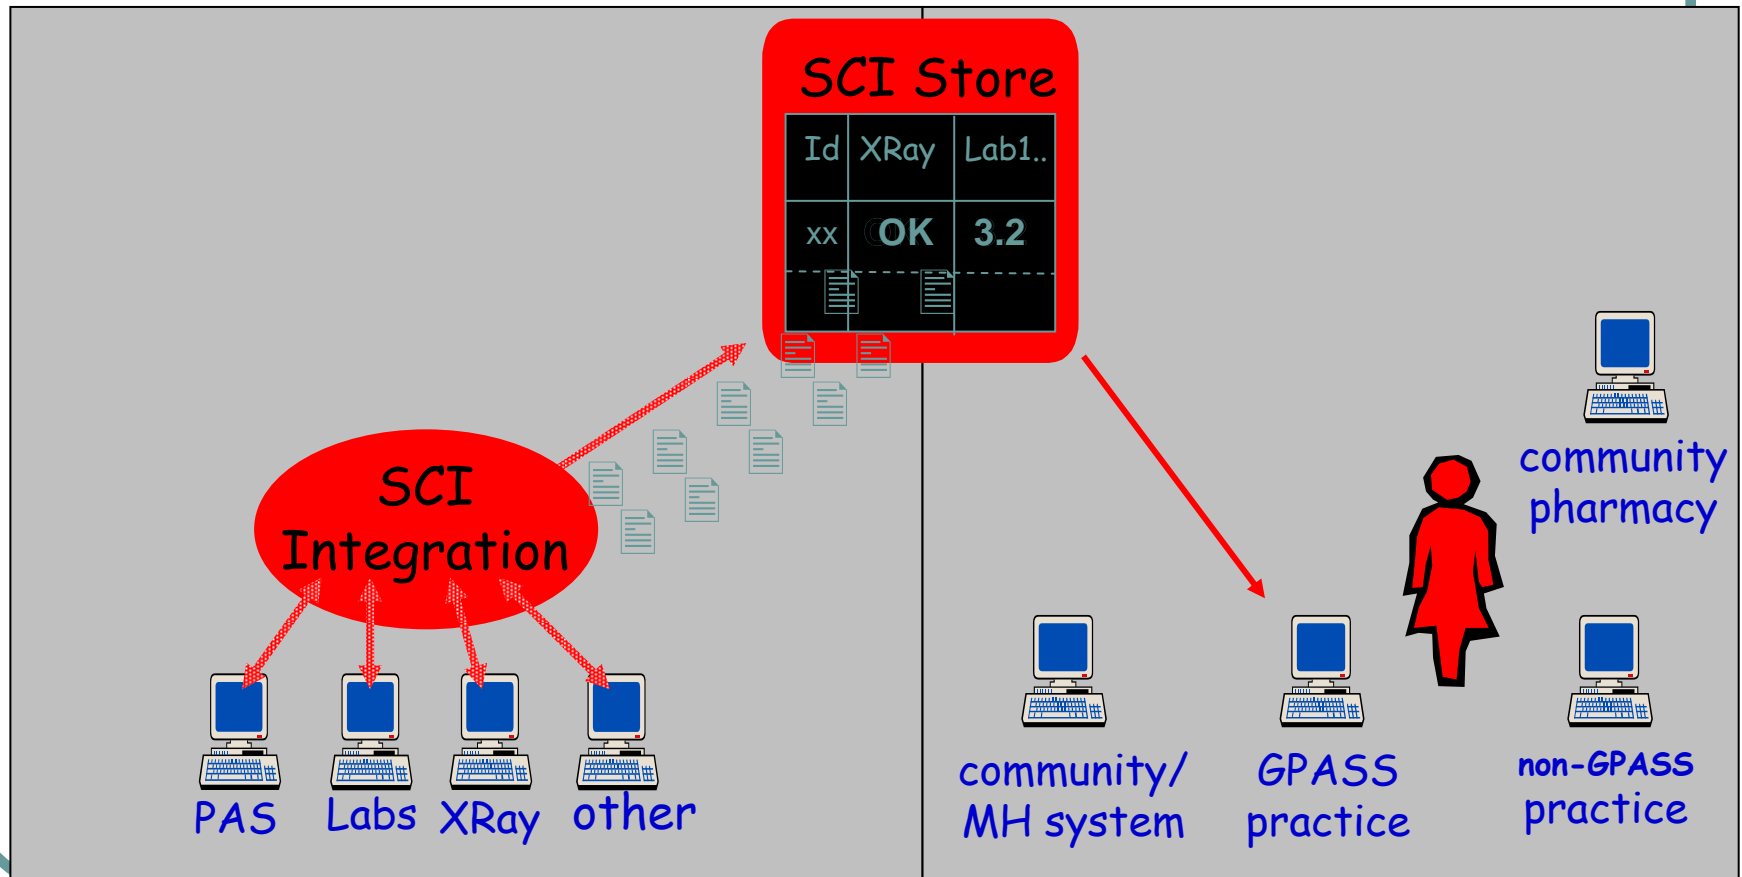 SCI Store
Id XRay Lab1..
xx OK 3.2
SCI
Integration
PAS
Labs
XRay
other
community
pharmacy
community/
MH system
GPASS
practice
non-GPASS
practice